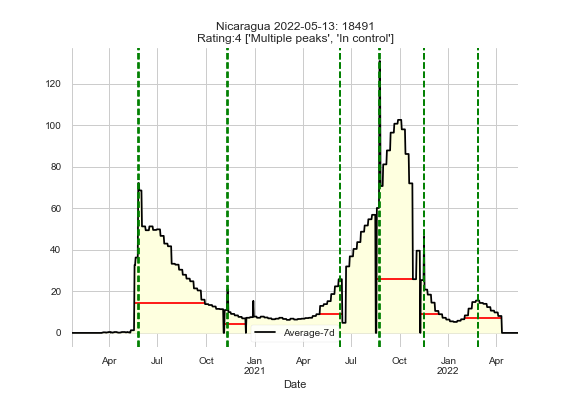 Nicaragua 2022-05-13: 18491
Rating:4 ['Multiple peaks', 'In control']
120
100
80
60
40
20
0
Average-7d
Apr Jul Oct Jan Apr Jul Oct Jan Apr
2021 2022
Date